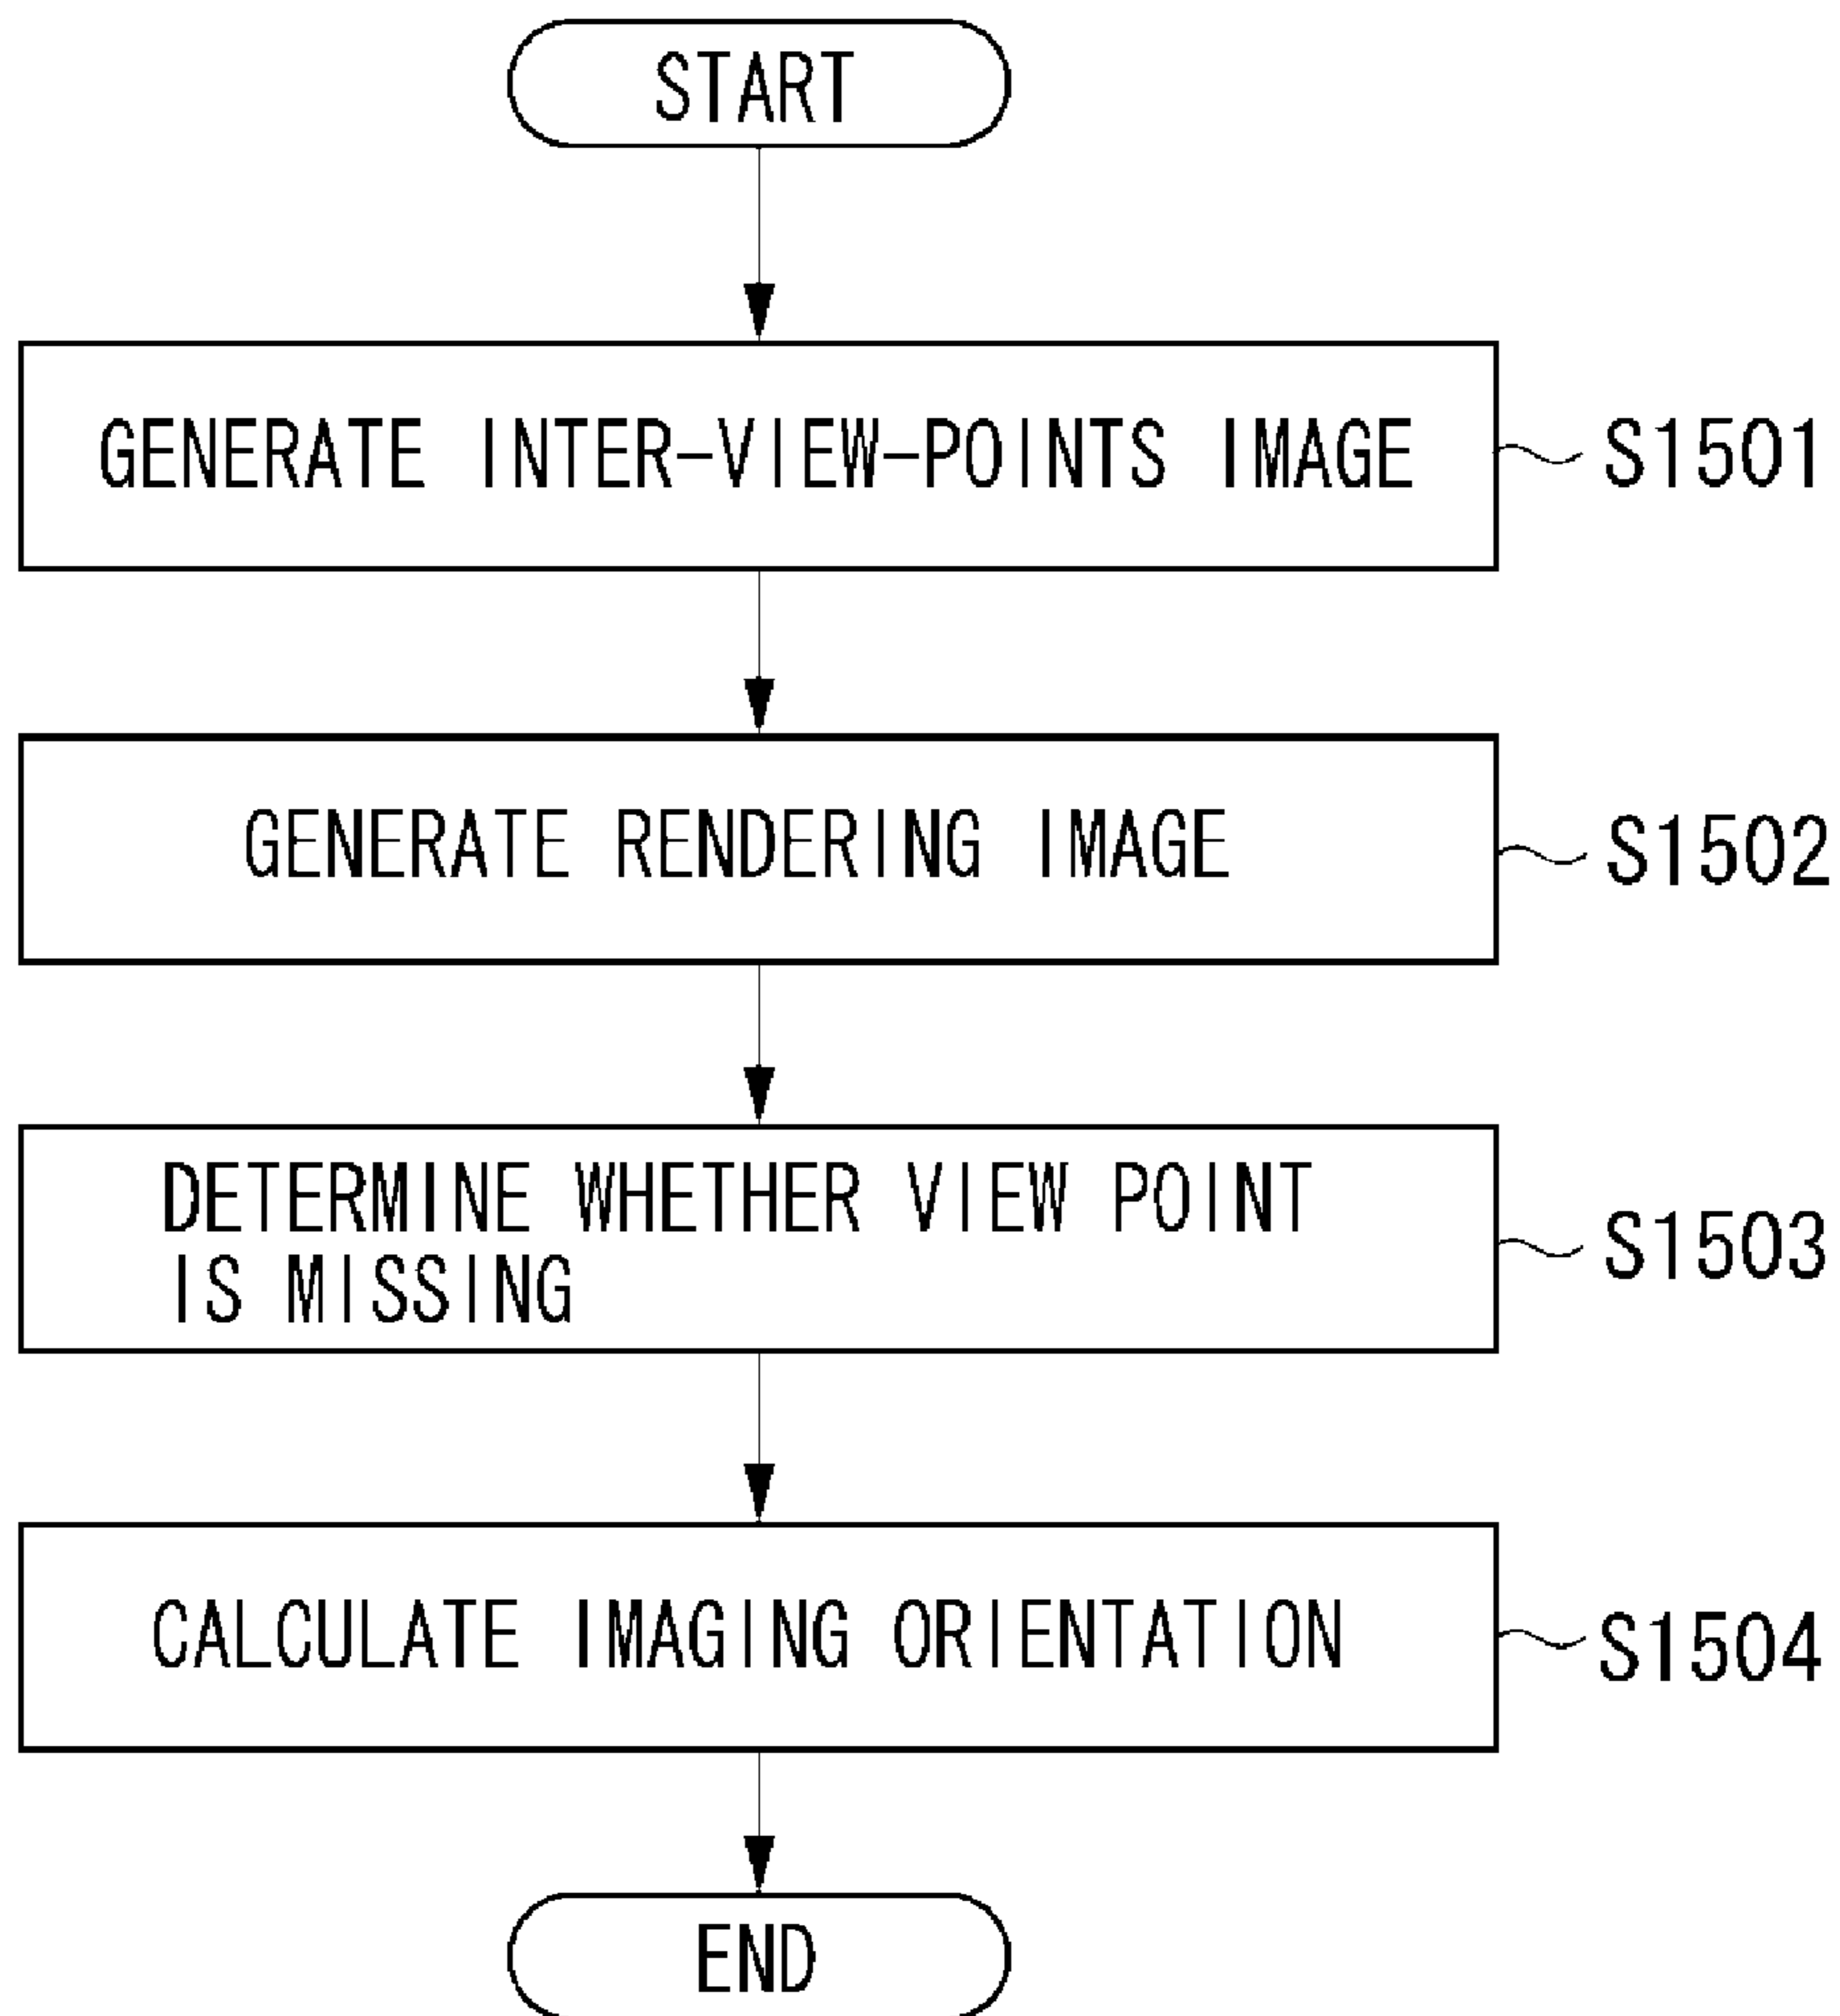 START
GENERATE INTER-VIEW-POINTS IMAGE
S1501
GENERATE RENDERING IMAGE
S1502
DETERMINE WHETHER VIEW POINT
IS MISSING
S1503
CALCULATE IMAGING ORIENTATION
S1504
END